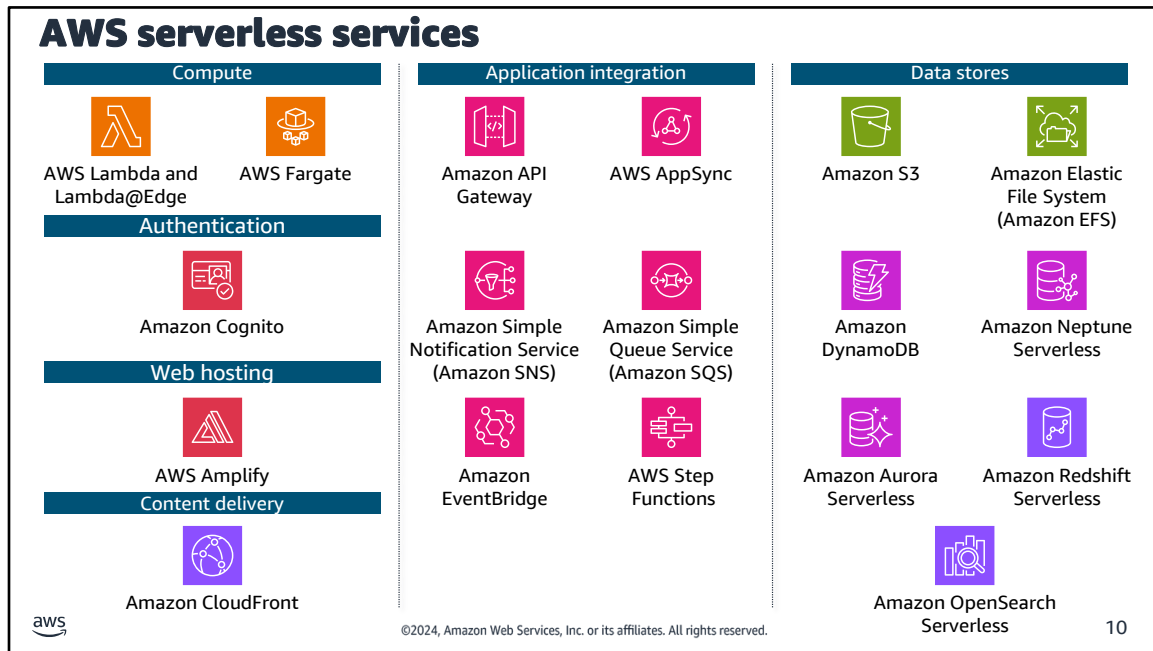 AWS serverless services
Compute
AWS Lambda and
Lambda@Edge
AWS Fargate
Authentication
Amazon Cognito
Web hosting
AWS Amplify
Content delivery
Amazon CloudFront
Application integration
Amazon API
Gateway
AWS AppSync
Amazon Simple
Notification Service
(Amazon SNS)
Amazon Simple
Queue Service
(Amazon SQS)
Amazon
EventBridge
AWS Step
Functions
Data stores
Amazon S3
Amazon Elastic
File System
(Amazon EFS)
Amazon
DynamoDB
Amazon Neptune
Serverless
Amazon Aurora
Serverless
Amazon Redshift
Serverless
Amazon OpenSearch
Serverless
aws
©2024, Amazon Web Services, Inc. or its affiliates. All rights reserved.
10